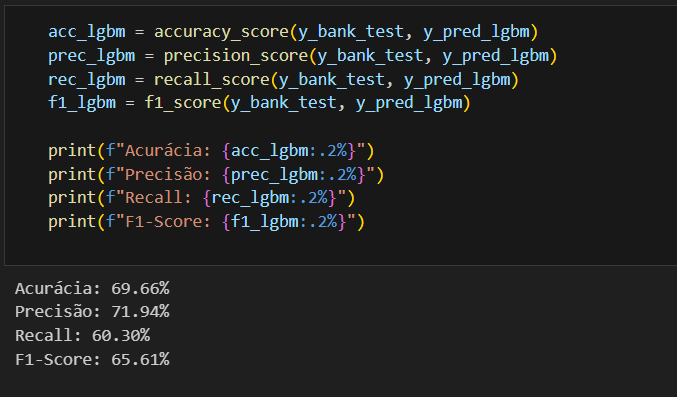 acc_lgbm = accuracy_score(y_bank_test, y_pred_lgbm)
prec_lgbm = precision_score(y_bank_test, y_pred_lgbm)
rec_lgbm = recall_score(y_bank_test, y_pred_lgbm)
f1_lgbm = f1_score(y_bank_test, y_pred_lgbm)
print(f"Acurácia: {acc_lgbm:.2%}")
print(f"Precisão: {prec_lgbm:.2%}")
print(f"Recall: {rec_lgbm:.2%}")
print(f"F1-Score: {f1_lgbm:.2%}")
Acurácia: 69.66%
Precisão: 71.94%
Recall: 60.30%
F1-Score: 65.61%